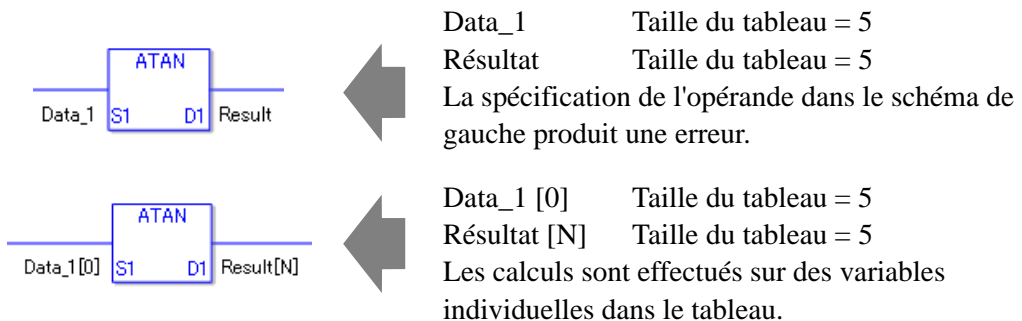 Data_1 Taille du tableau = 5
Résultat Taille du tableau = 5
La spécification de l'opérande dans le schéma de
gauche produit une erreur.
ATAN
Data_1 S1 D1 Result
Data_1 [0] Taille du tableau = 5
Résultat [N] Taille du tableau = 5
Les calculs sont effectués sur des variables
individuelles dans le tableau.
ATAN
Data_1[0] S1 D1 Result[N]